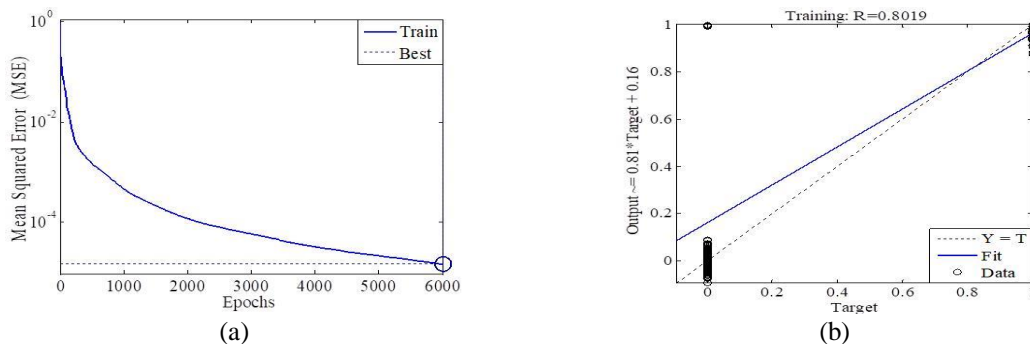 10^0
10^-2
10^-4
Mean Squared Error (MSE)
Train
Best
0 1000 2000 3000 4000 5000 6000
Epochs
(a)
Training: R=0.8019
Output ~= 0.81*Target + 0.16
1
0.8
0.6
0.4
0.2
0
Y = T
Fit
Data
0 0.2 0.4 0.6 0.8
Target
(b)